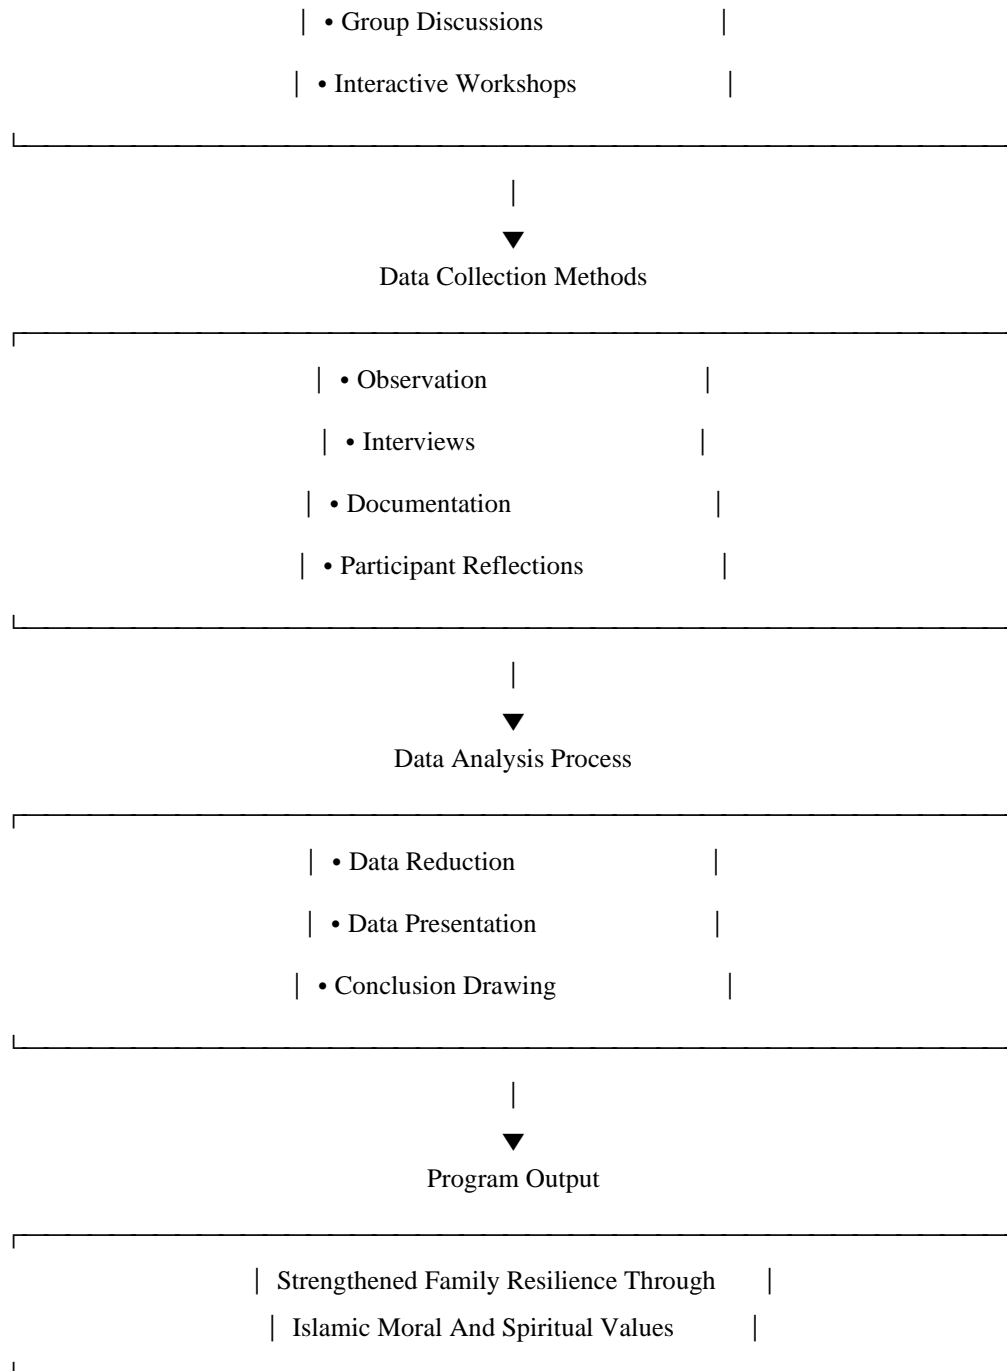 • Group Discussions
• Interactive Workshops
Data Collection Methods
• Observation
• Interviews
• Documentation
• Participant Reflections
Data Analysis Process
• Data Reduction
• Data Presentation
• Conclusion Drawing
Program Output
Strengthened Family Resilience Through
Islamic Moral And Spiritual Values